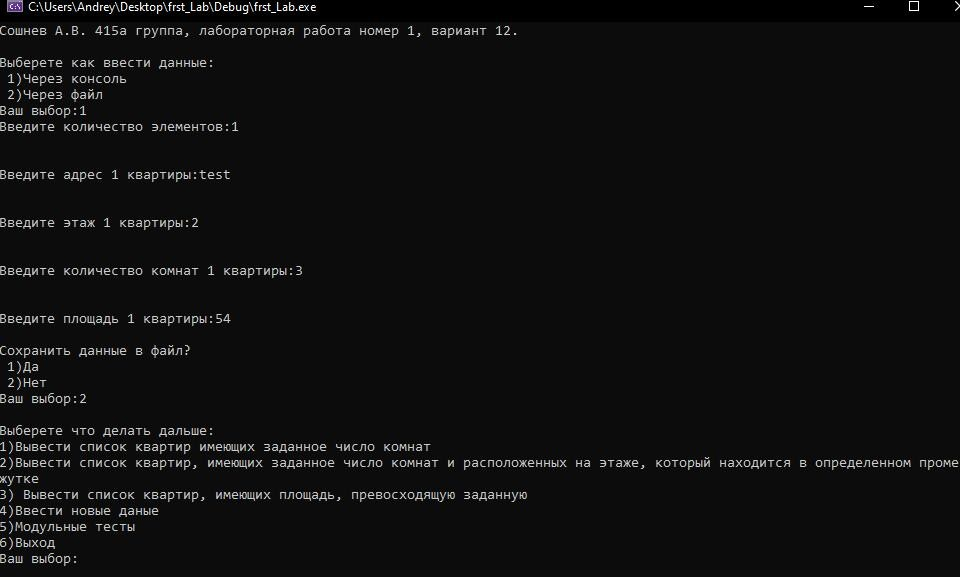 C:\Users\Andrey\Desktop\frst_Lab\Debug\frst_Lab.exe
Сошнев А.В. 415а группа, лабораторная работа номер 1, вариант 12.
Выберете как ввести данные:
1)Через консоль
2)Через файл
Ваш выбор:1
Введите количество элементов:1
Введите адрес 1 квартиры:test
Введите этаж 1 квартиры:2
Введите количество комнат 1 квартиры:3
Введите площадь 1 квартиры:54
Сохранить данные в файл?
1)Да
2)Нет
Ваш выбор:2
Выберете что делать дальше:
1)Вывести список квартир имеющих заданное число комнат
2)Вывести список квартир, имеющих заданное число комнат и расположенных на этаже, который находится в определенном проме
жутке
3) Вывести список квартир, имеющих площадь, превосходящую заданную
4)Ввести новые даные
5)Модульные тесты
6)Выход
Ваш выбор: